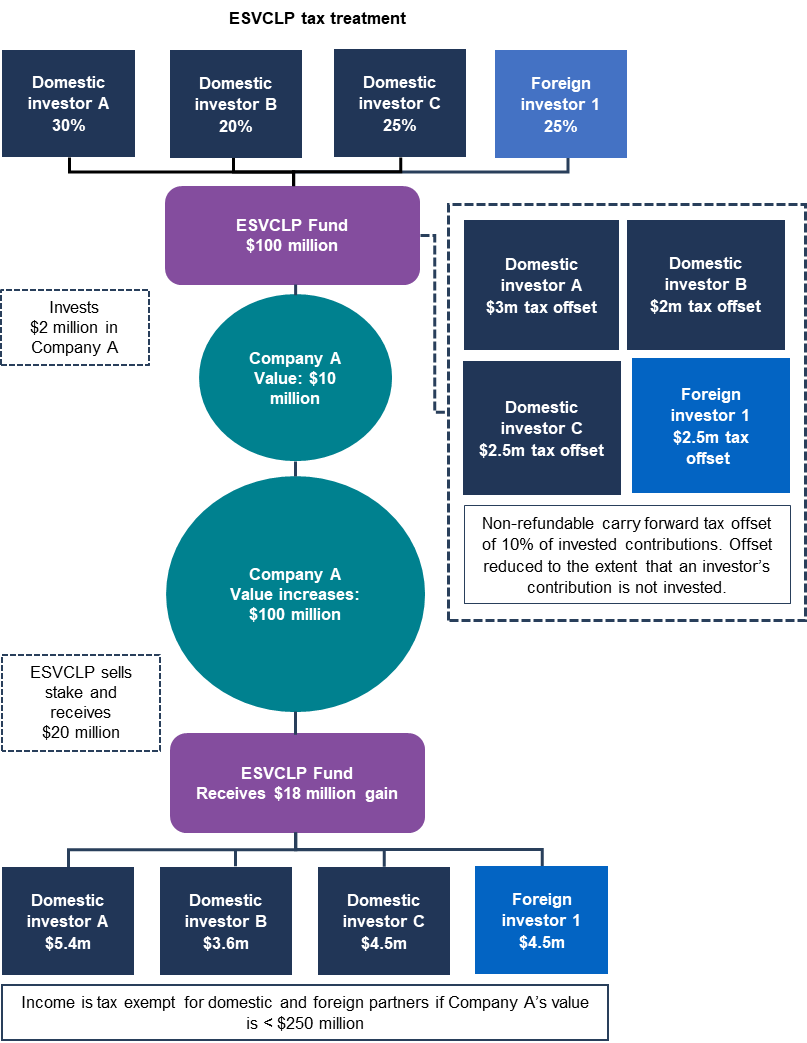 ESVCLP tax treatment
Domestic
investor A
30%
Domestic
investor B
20%
Domestic
investor C
25%
Foreign
investor 1
25%
ESVCLP Fund
$100 million
Invests
$2 million in
Company A
Company A
Value: $10
million
Domestic
investor A
$3m tax offset
Domestic
investor B
$2m tax offset
Domestic
investor C
$2.5m tax offset
Foreign
investor 1
$2.5m tax
offset
Non-refundable carry forward tax offset
of 10% of invested contributions. Offset
reduced to the extent that an investor’s
contribution is not invested.
Company A
Value increases:
$100 million
ESVCLP sells
stake and
receives
$20 million
ESVCLP Fund
Receives $18 million gain
Domestic
investor A
$5.4m
Domestic
investor B
$3.6m
Domestic
investor C
$4.5m
Foreign
investor 1
$4.5m
Income is tax exempt for domestic and foreign partners if Company A’s value
is < $250 million